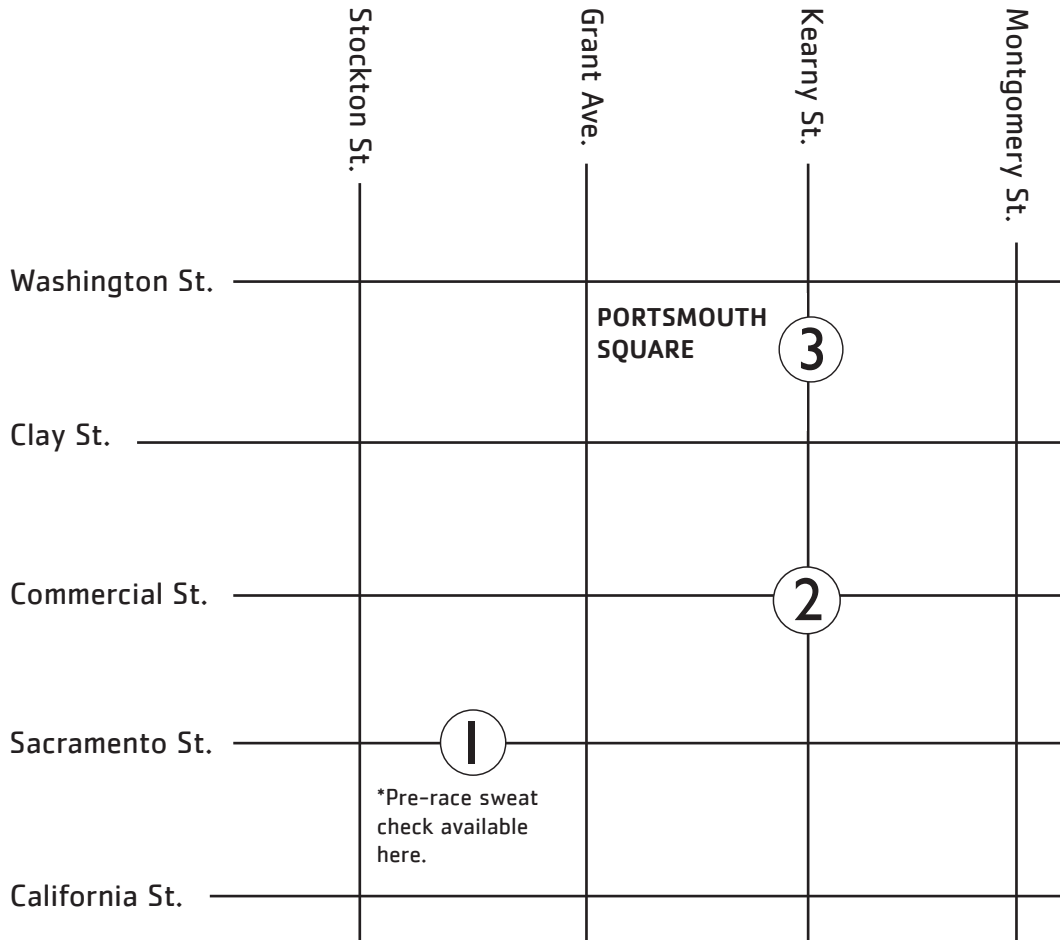 Stockton St.
Grant Ave.
Kearny St.
Montgomery St.
Washington St.
PORTSMOUTH
SQUARE
3
Clay St.
Commercial St.
2
Sacramento St.
1
*Pre-race sweat
check available
here.
California St.